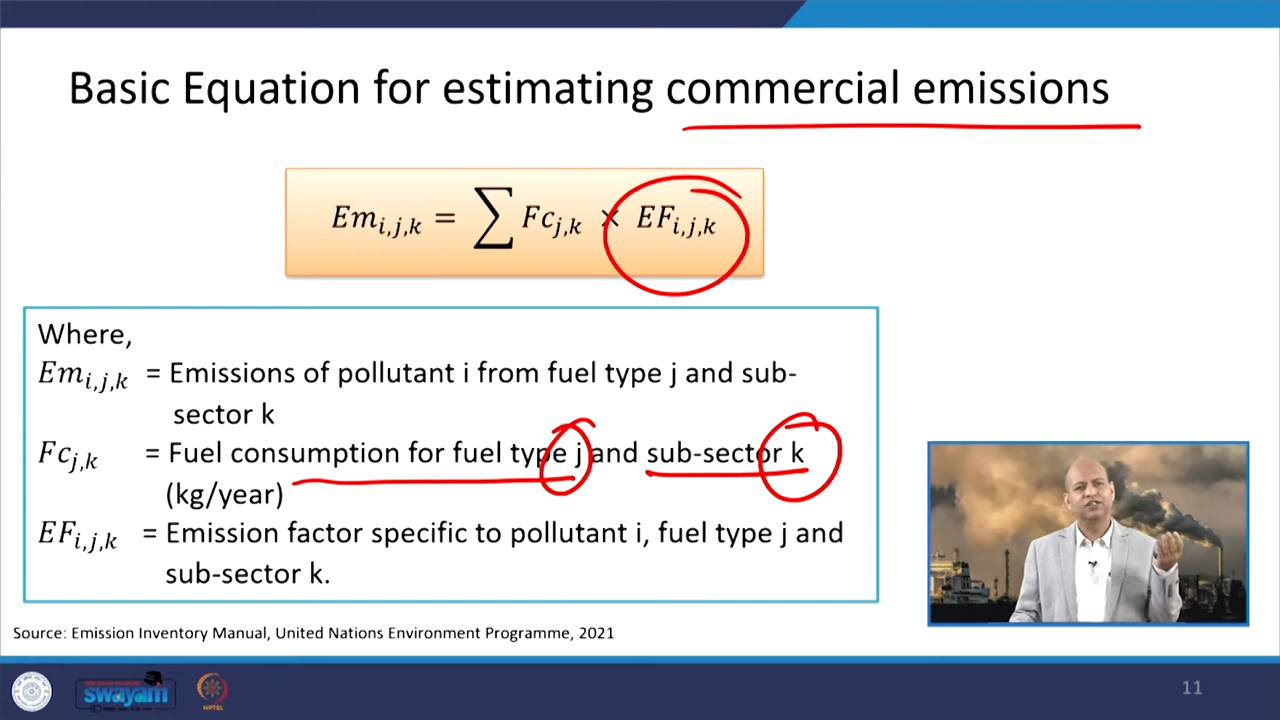 Basic Equation for estimating commercial emissions
Em_{i,j,k} = ∑ Fc_{j,k} × EF_{i,j,k}
Where,
Em_{i,j,k} = Emissions of pollutant i from fuel type j and sub-
sector k
Fc_{j,k} = Fuel consumption for fuel type j and sub-sector k
(kg/year)
EF_{i,j,k} = Emission factor specific to pollutant i, fuel type j and
sub-sector k.
Source: Emission Inventory Manual, United Nations Environment Programme, 2021
swayam
NPTEL
11